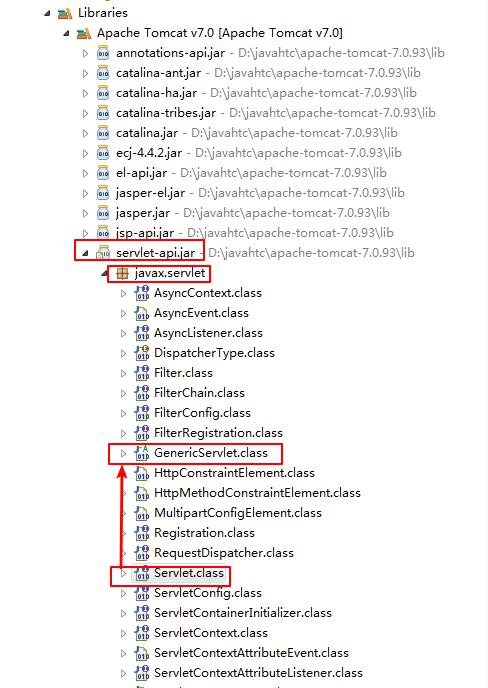 Libraries
Apache Tomcat v7.0 [Apache Tomcat v7.0]
annotations-api.jar - D:\javahtc\apache-tomcat-7.0.93\lib
catalina-ant.jar - D:\javahtc\apache-tomcat-7.0.93\lib
catalina-ha.jar - D:\javahtc\apache-tomcat-7.0.93\lib
catalina-tribes.jar - D:\javahtc\apache-tomcat-7.0.93\lib
catalina.jar - D:\javahtc\apache-tomcat-7.0.93\lib
ecj-4.4.2.jar - D:\javahtc\apache-tomcat-7.0.93\lib
el-api.jar - D:\javahtc\apache-tomcat-7.0.93\lib
jasper-el.jar - D:\javahtc\apache-tomcat-7.0.93\lib
jasper.jar - D:\javahtc\apache-tomcat-7.0.93\lib
jsp-api.jar - D:\javahtc\apache-tomcat-7.0.93\lib
servlet-api.jar - D:\javahtc\apache-tomcat-7.0.93\lib
javax.servlet
AsyncContext.class
AsyncEvent.class
AsyncListener.class
DispatcherType.class
Filter.class
FilterChain.class
FilterConfig.class
FilterRegistration.class
GenericServlet.class
HttpConstraintElement.class
HttpMethodConstraintElement.class
MultipartConfigElement.class
Registration.class
RequestDispatcher.class
Servlet.class
ServletConfig.class
ServletContainerInitializer.class
ServletContext.class
ServletContextAttributeEvent.class
ServletContextAttributeListener.class